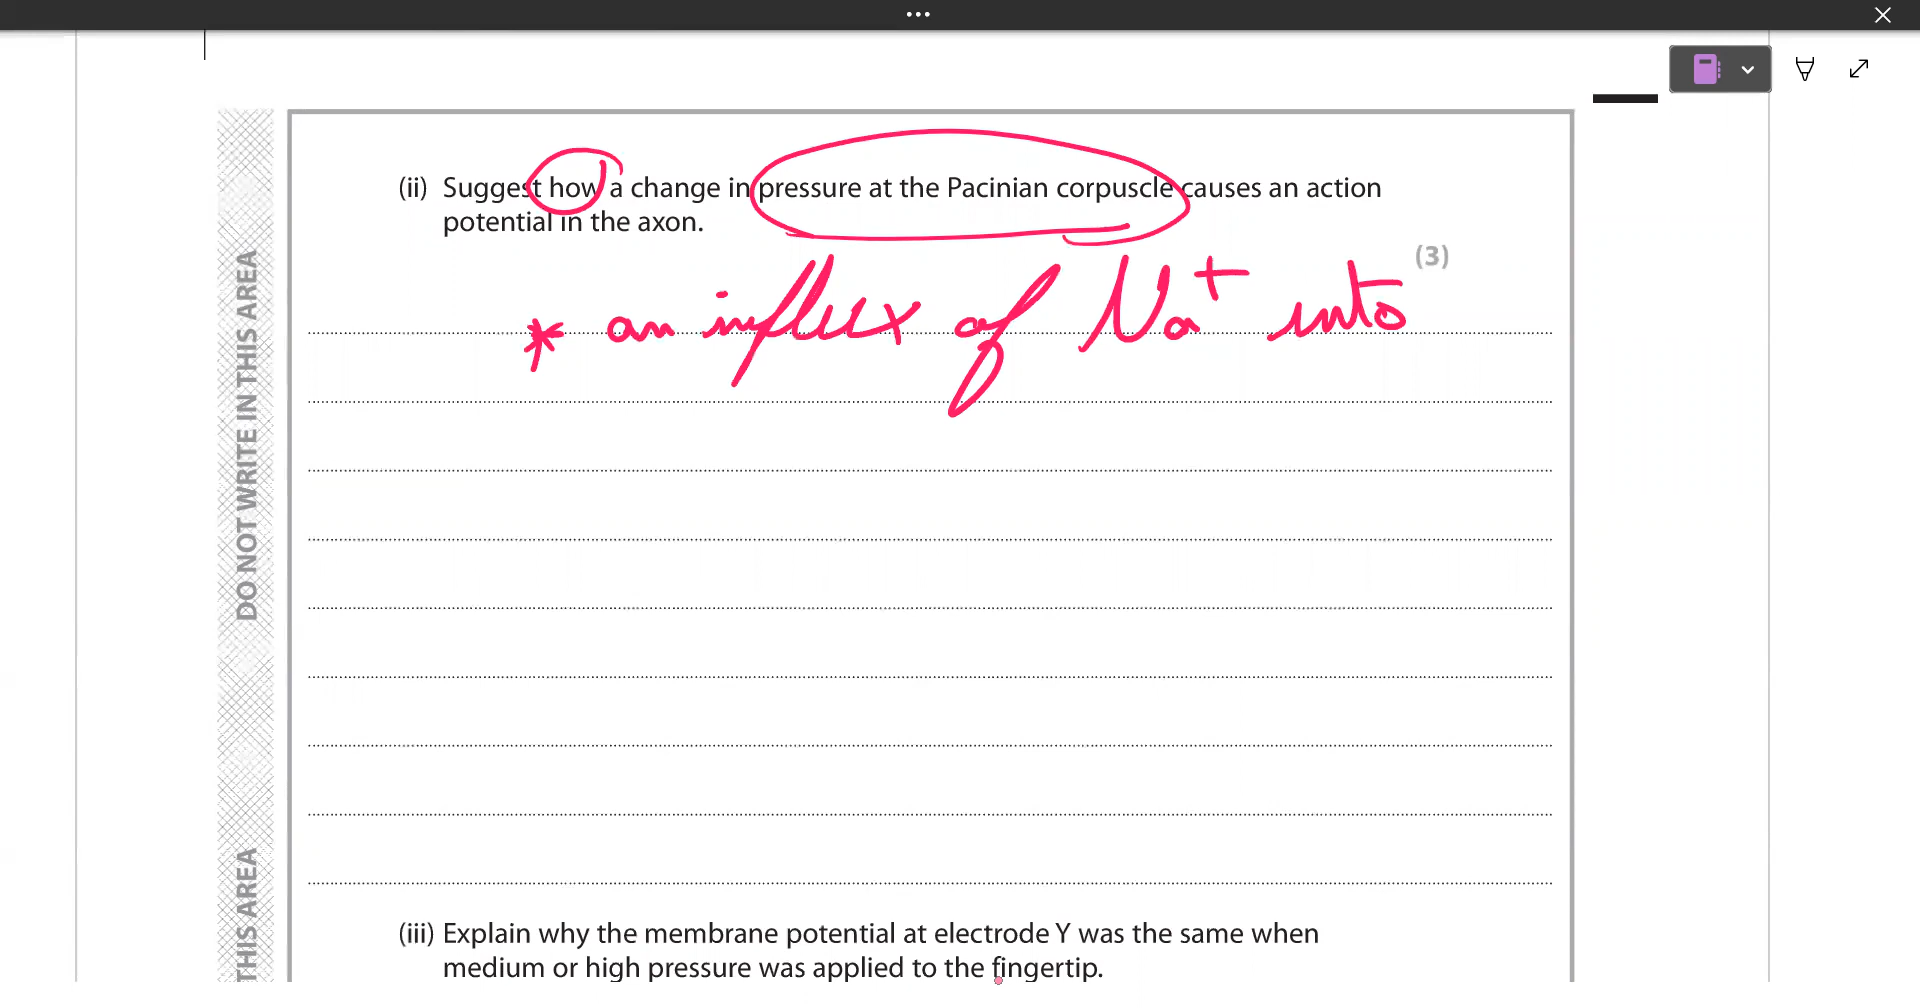 •••
(ii) Suggest how a change in pressure at the Pacinian corpuscle causes an action
potential in the axon.
(3)
* an influx of Na+ into
DO NOT WRITE IN THIS AREA
THIS AREA
(iii) Explain why the membrane potential at electrode Y was the same when
medium or high pressure was applied to the fingertip.